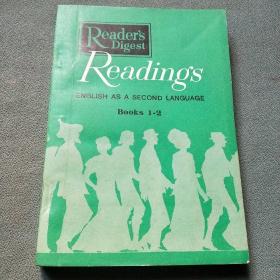 Reader's
Digest
Readings
ENGLISH AS A SECOND LANGUAGE
Books 1-2